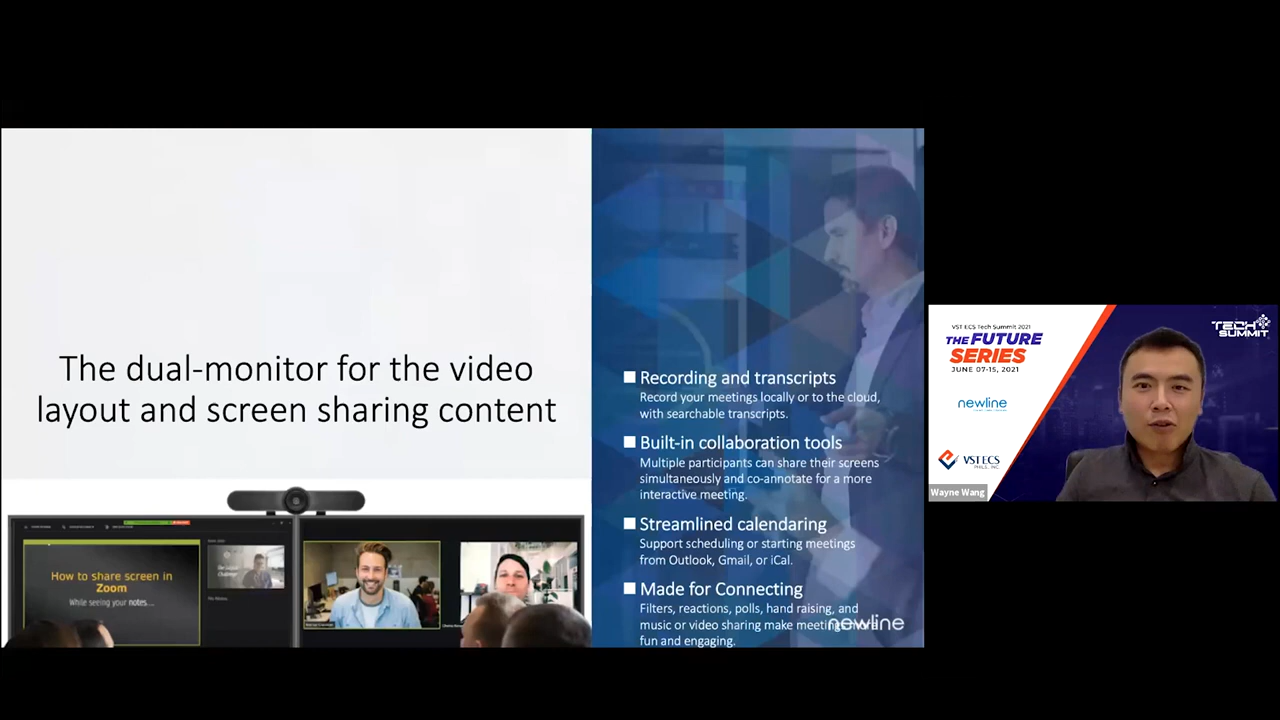 The dual-monitor for the video
layout and screen sharing content
How to share screen in
Zoom
While seeing your notes....
Recording and transcripts
Record your meetings locally or to the cloud,
with searchable transcripts.
Built-in collaboration tools
Multiple participants can share their screens
simultaneously and co-annotate for a more
interactive meeting.
Streamlined calendaring
Support scheduling or starting meetings
from Outlook, Gmail, or iCal.
Made for Connecting
Filters, reactions, polls, hand raising, and
music or video sharing make meetings more
fun and engaging.
newline
VST ECS Tech Summit 2021
THE FUTURE
SERIES
JUNE 07-15, 2021
newline
VST ECS
PHILS. INC.
TECH
SUMMIT
Wayne Wang